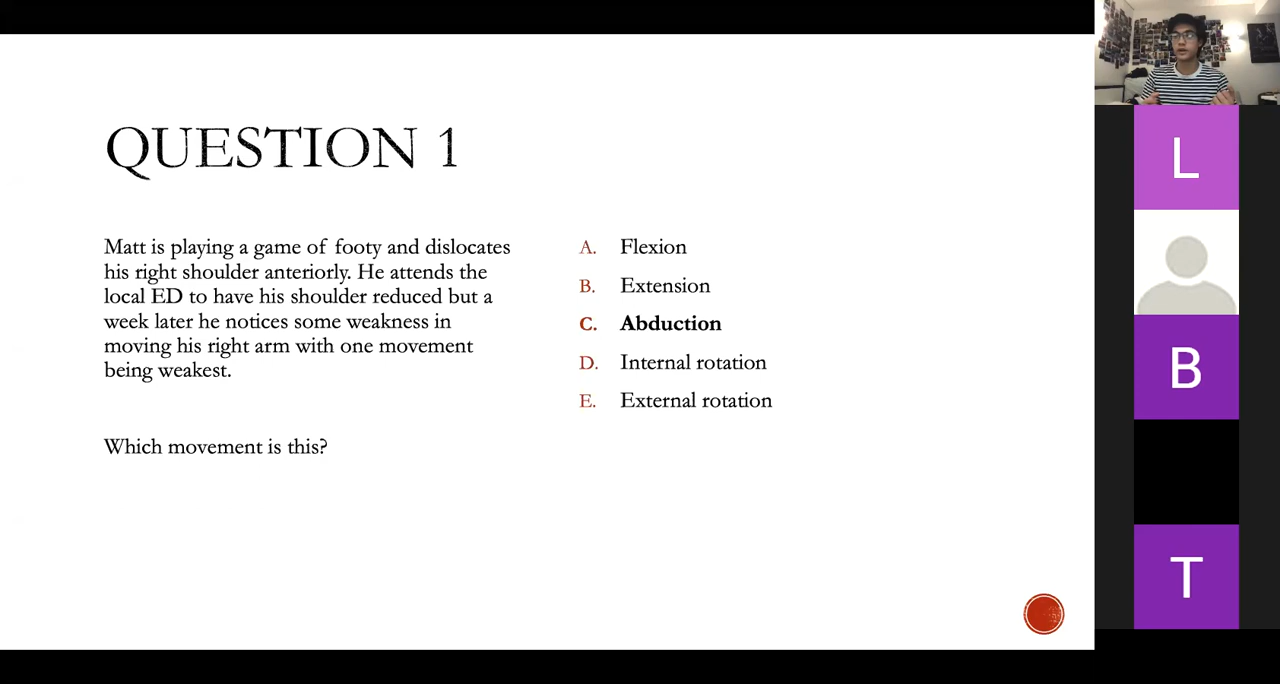 QUESTION 1
Matt is playing a game of footy and dislocates
his right shoulder anteriorly. He attends the
local ED to have his shoulder reduced but a
week later he notices some weakness in
moving his right arm with one movement
being weakest.
Which movement is this?
A. Flexion
B. Extension
C. Abduction
D. Internal rotation
E. External rotation
L
B
T